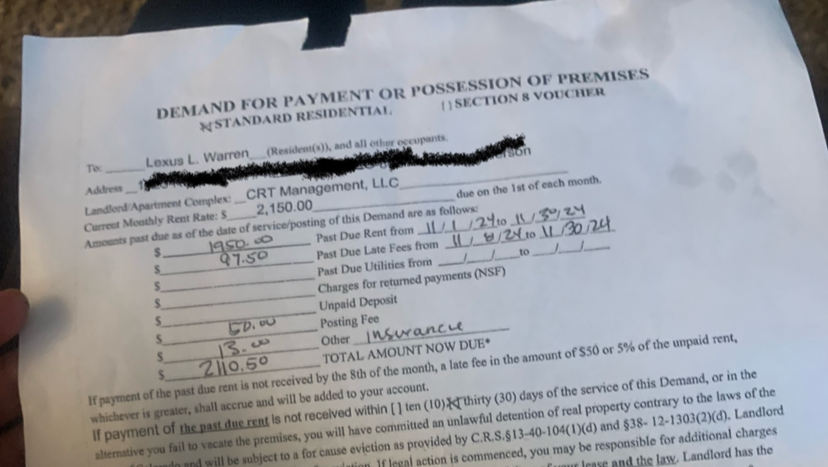 DEMAND FOR PAYMENT OR POSSESSION OF PREMISES
[X] STANDARD RESIDENTIAL [ ] SECTION 8 VOUCHER
To: Lexus L. Warren (Resident(s)), and all other occupants.
Address erson
Landlord/Apartment Complex: CRT Management, LLC
Current Monthly Rent Rate: $ 2,150.00 due on the 1st of each month.
Amounts past due as of the date of service/posting of this Demand are as follows:
$ 1950.00 Past Due Rent from 11/1/24 to 11/30/24
$ 97.50 Past Due Late Fees from 11/8/24 to 11/30/24
$ Past Due Utilities from / / to / /
$ Charges for returned payments (NSF)
$ Unpaid Deposit
$ 50.00 Posting Fee
$ 13.00 Other insurance
$ 2110.50 TOTAL AMOUNT NOW DUE*
If payment of the past due rent is not received by the 8th of the month, a late fee in the amount of $50 or 5% of the unpaid rent,
whichever is greater, shall accrue and will be added to your account.
If payment of the past due rent is not received within [ ] ten (10) [X] thirty (30) days of the service of this Demand, or in the
alternative you fail to vacate the premises, you will have committed an unlawful detention of real property contrary to the laws of the
and will be subject to a for cause eviction as provided by C.R.S.§13-40-104(1)(d) and §38- 12-1303(2)(d). Landlord
If legal action is commenced, you may be responsible for additional charges
lease and the law. Landlord has the